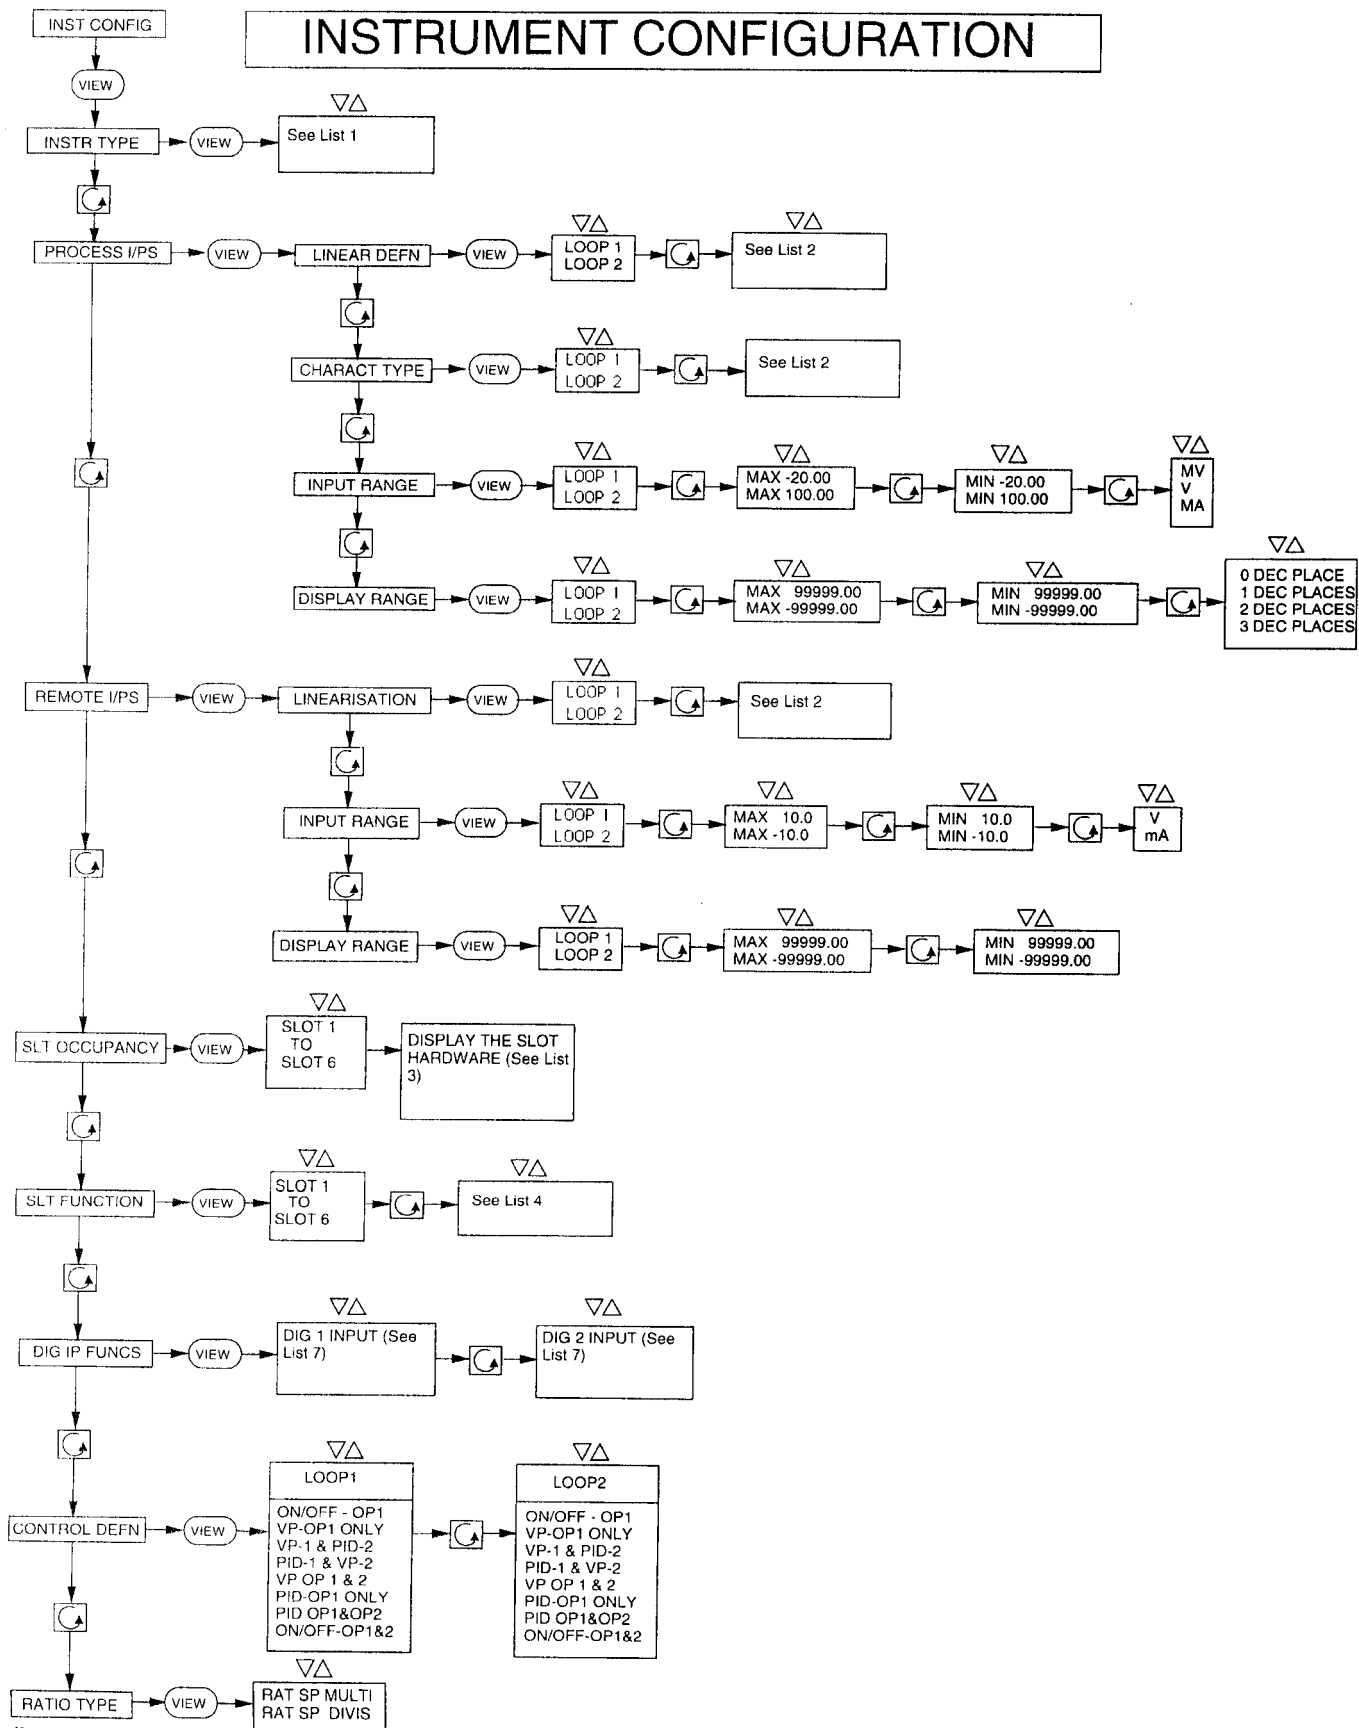 INST CONFIG
INSTRUMENT CONFIGURATION
VIEW
INSTR TYPE
VIEW
See List 1
PROCESS I/PS
VIEW
LINEAR DEFN
VIEW
LOOP 1
LOOP 2
See List 2
CHARACT TYPE
VIEW
LOOP 1
LOOP 2
See List 2
INPUT RANGE
VIEW
LOOP 1
LOOP 2
MAX -20.00
MAX 100.00
MIN -20.00
MIN 100.00
MV
V
MA
DISPLAY RANGE
VIEW
LOOP 1
LOOP 2
MAX 99999.00
MAX -99999.00
MIN 99999.00
MIN -99999.00
0 DEC PLACE
1 DEC PLACES
2 DEC PLACES
3 DEC PLACES
REMOTE I/PS
VIEW
LINEARISATION
VIEW
LOOP 1
LOOP 2
See List 2
INPUT RANGE
VIEW
LOOP 1
LOOP 2
MAX 10.0
MAX -10.0
MIN 10.0
MIN -10.0
V
mA
DISPLAY RANGE
VIEW
LOOP 1
LOOP 2
MAX 99999.00
MAX -99999.00
MIN 99999.00
MIN -99999.00
SLT OCCUPANCY
VIEW
SLOT 1
TO
SLOT 6
DISPLAY THE SLOT
HARDWARE (See List
3)
SLT FUNCTION
VIEW
SLOT 1
TO
SLOT 6
See List 4
DIG IP FUNCS
VIEW
DIG 1 INPUT (See
List 7)
DIG 2 INPUT (See
List 7)
CONTROL DEFN
VIEW
LOOP1
ON/OFF - OP1
VP-OP1 ONLY
VP-1 & PID-2
PID-1 & VP-2
VP OP 1 & 2
PID-OP1 ONLY
PID OP1&OP2
ON/OFF-OP1&2
LOOP2
ON/OFF - OP1
VP-OP1 ONLY
VP-1 & PID-2
PID-1 & VP-2
VP OP 1 & 2
PID-OP1 ONLY
PID OP1&OP2
ON/OFF-OP1&2
RATIO TYPE
VIEW
RAT SP MULTI
RAT SP DIVIS